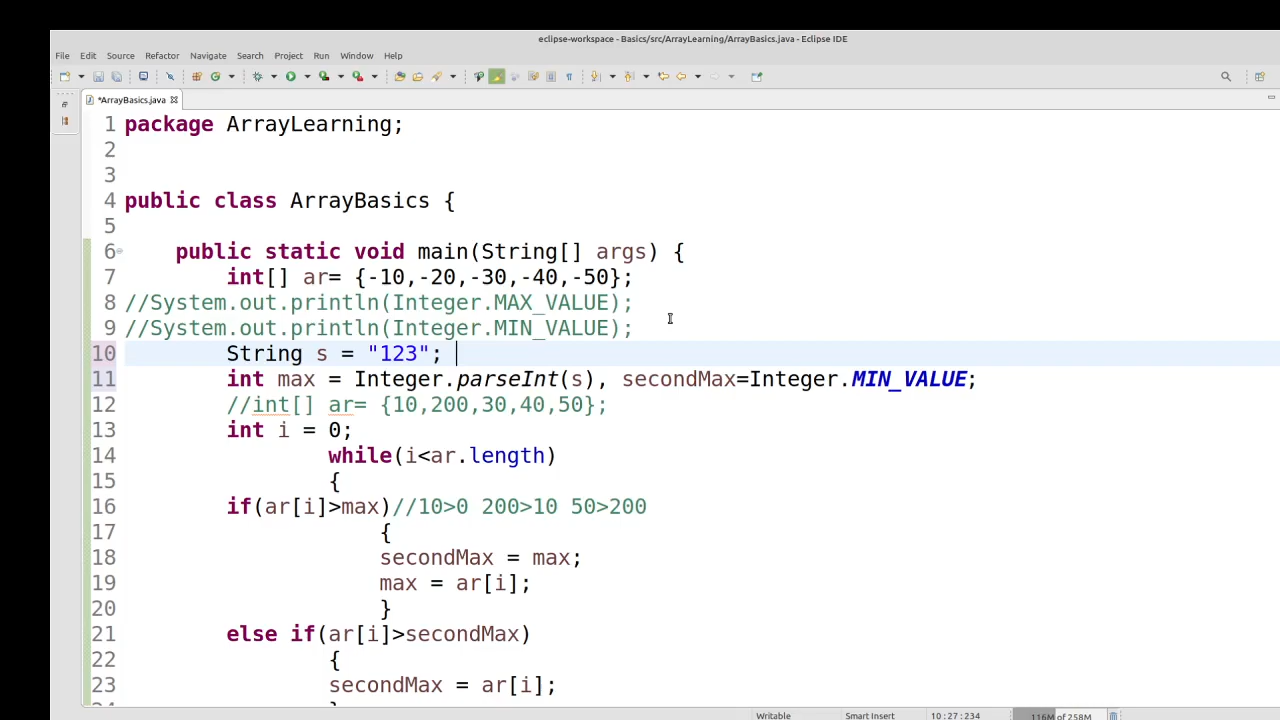 eclipse-workspace - Basics/src/ArrayLearning/ArrayBasics.java - Eclipse IDE
File Edit Source Refactor Navigate Search Project Run Window Help
*ArrayBasics.java
1 package ArrayLearning;
2
3
4 public class ArrayBasics {
5
6 public static void main(String[] args) {
7 int[] ar= {-10,-20,-30,-40,-50};
8 //System.out.println(Integer.MAX_VALUE);
9 //System.out.println(Integer.MIN_VALUE);
10 String s = "123";
11 int max = Integer.parseInt(s), secondMax=Integer.MIN_VALUE;
12 //int[] ar= {10,200,30,40,50};
13 int i = 0;
14 while(i<ar.length)
15 {
16 if(ar[i]>max)//10>0 200>10 50>200
17 {
18 secondMax = max;
19 max = ar[i];
20 }
21 else if(ar[i]>secondMax)
22 {
23 secondMax = ar[i];
Writable Smart Insert 10:27:234 116M of 258M